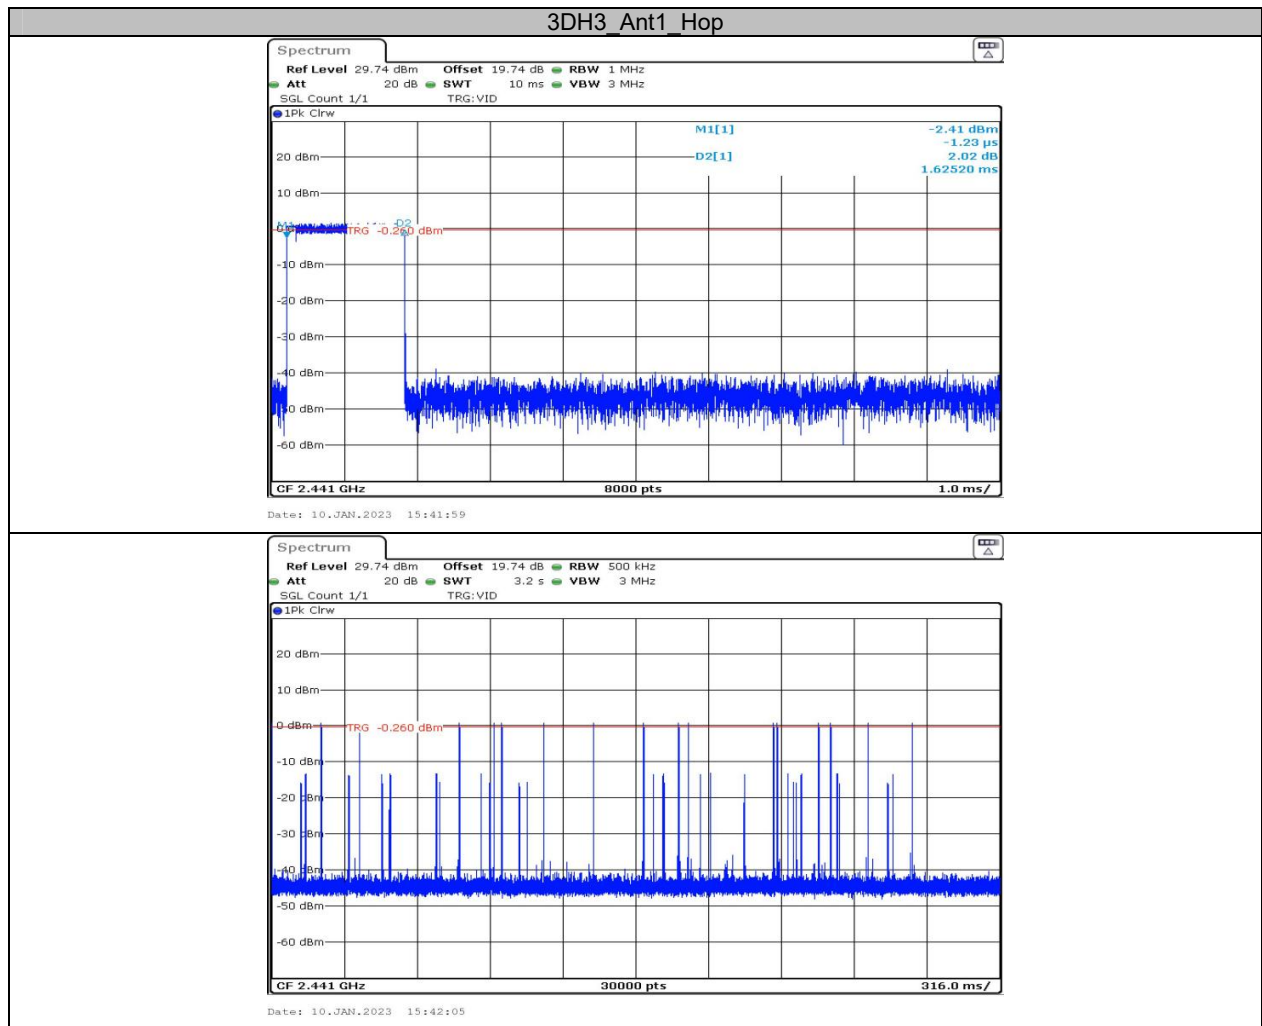 3DH3_Ant1_Hop
Spectrum
Ref Level 29.74 dBm Offset 19.74 dB RBW 1 MHz
Att 20 dB SWT 10 ms VBW 3 MHz
SGL Count 1/1 TRG:VID
1Pk Clrw
M1[1] -2.41 dBm
-1.23 µs
20 dBm D2[1] 2.02 dB
1.62520 ms
10 dBm
D2
TRG -0.260 dBm
-10 dBm
-20 dBm
-30 dBm
-40 dBm
-50 dBm
-60 dBm
CF 2.441 GHz 8000 pts 1.0 ms/
Date: 10.JAN.2023 15:41:59
Spectrum
Ref Level 29.74 dBm Offset 19.74 dB RBW 500 kHz
Att 20 dB SWT 3.2 s VBW 3 MHz
SGL Count 1/1 TRG:VID
1Pk Clrw
20 dBm
10 dBm
0 dBm TRG -0.260 dBm
-10 dBm
-20 dBm
-30 dBm
-40 dBm
-50 dBm
-60 dBm
CF 2.441 GHz 30000 pts 316.0 ms/
Date: 10.JAN.2023 15:42:05